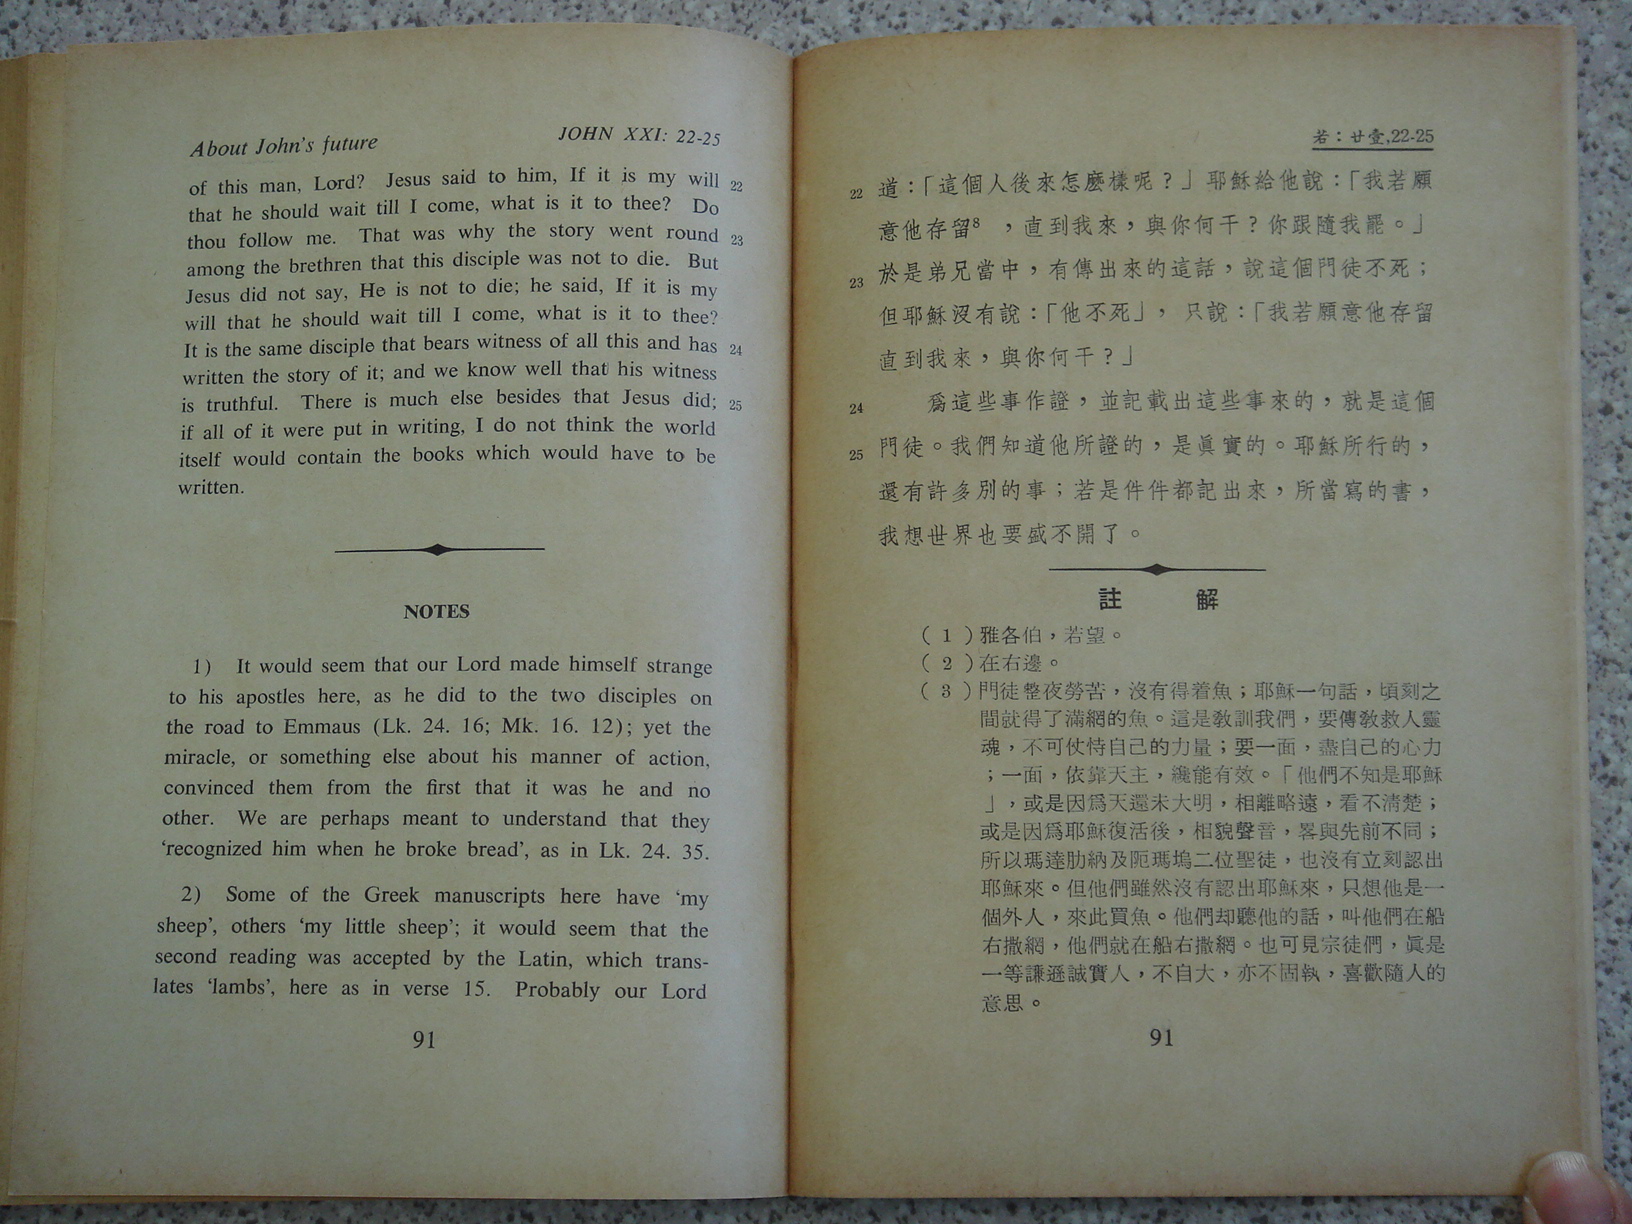 About John's future JOHN XXI: 22-25
of this man, Lord? Jesus said to him, If it is my will 22
that he should wait till I come, what is it to thee? Do
thou follow me. That was why the story went round 23
among the brethren that this disciple was not to die. But
Jesus did not say, He is not to die; he said, If it is my
will that he should wait till I come, what is it to thee?
It is the same disciple that bears witness of all this and has 24
written the story of it; and we know well that his witness
is truthful. There is much else besides that Jesus did; 25
if all of it were put in writing, I do not think the world
itself would contain the books which would have to be
written.
NOTES
1) It would seem that our Lord made himself strange
to his apostles here, as he did to the two disciples on
the road to Emmaus (Lk. 24. 16; Mk. 16. 12); yet the
miracle, or something else about his manner of action,
convinced them from the first that it was he and no
other. We are perhaps meant to understand that they
‘recognized him when he broke bread’, as in Lk. 24. 35.
2) Some of the Greek manuscripts here have ‘my
sheep’, others ‘my little sheep’; it would seem that the
second reading was accepted by the Latin, which trans-
lates ‘lambs’, here as in verse 15. Probably our Lord
91
若：廿壹,22-25
22 道：「這個人後來怎麼樣呢？」耶穌給他說：「我若願
意他存留8 ，直到我來，與你何干？你跟隨我罷。」
23 於是弟兄當中，有傳出來的這話，說這個門徒不死；
但耶穌沒有說：「他不死」，只說：「我若願意他存留
直到我來，與你何干？」
24 爲這些事作證，並記載出這些事來的，就是這個
25 門徒。我們知道他所證的，是眞實的。耶穌所行的，
還有許多別的事；若是件件都記出來，所當寫的書，
我想世界也要盛不開了。
註 解
（1）雅各伯，若望。
（2）在右邊。
（3）門徒整夜勞苦，沒有得着魚；耶穌一句話，頃刻之
間就得了滿網的魚。這是敎訓我們，要傳敎救人靈
魂，不可仗恃自己的力量；要一面，盡自己的心力
；一面，依靠天主，纔能有效。「他們不知是耶穌
」，或是因爲天還未大明，相離略遠，看不清楚；
或是因爲耶穌復活後，相貌聲音，畧與先前不同；
所以瑪達肋納及阨瑪塢二位聖徒，也沒有立刻認出
耶穌來。但他們雖然沒有認出耶穌來，只想他是一
個外人，來此買魚。他們却聽他的話，叫他們在船
右撒網，他們就在船右撒網。也可見宗徒們，眞是
一等謙遜誠實人，不自大，亦不固執，喜歡隨人的
意思。
91